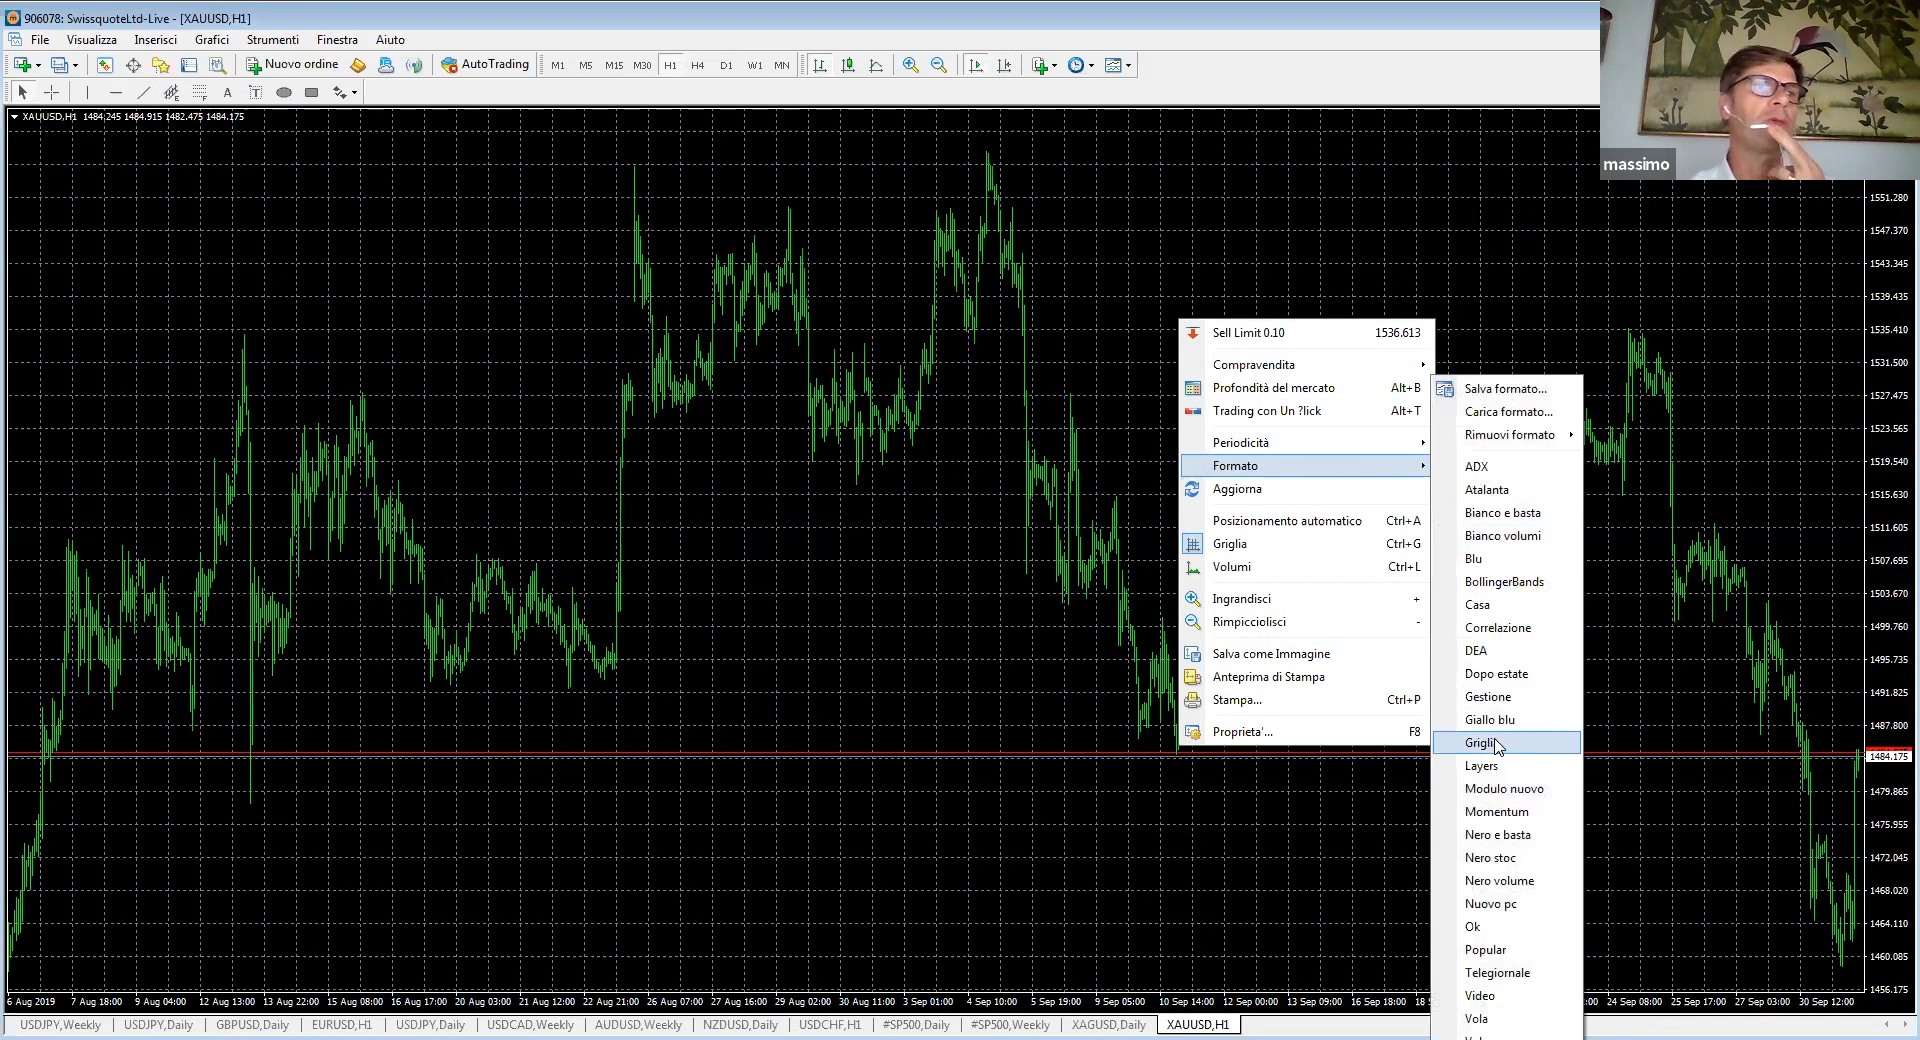 906078: SwissquoteLtd-Live - [XAUUSD,H1]
File Visualizza Inserisci Grafici Strumenti Finestra Aiuto
Nuovo ordine AutoTrading M1 M5 M15 M30 H1 H4 D1 W1 MN
A T
massimo
XAUUSD,H1 1484.245 1484.915 1482.475 1484.175
1551.280
1547.370
1543.345
1539.435
1535.410
1531.500
1527.475
1523.565
1519.540
1515.630
1511.605
1507.695
1503.670
1499.760
1495.735
1491.825
1487.800
1484.175
1479.865
1475.955
1472.045
1468.020
1464.110
1460.085
1456.175
Sell Limit 0.10 1536.613
Compravendita
Profondità del mercato Alt+B
Trading con Un ?lick Alt+T
Periodicità
Formato
Aggiorna
Posizionamento automatico Ctrl+A
Griglia Ctrl+G
Volumi Ctrl+L
Ingrandisci +
Rimpicciolisci -
Salva come Immagine
Anteprima di Stampa
Stampa... Ctrl+P
Proprieta'... F8
Salva formato...
Carica formato...
Rimuovi formato
ADX
Atalanta
Bianco e basta
Bianco volumi
Blu
BollingerBands
Casa
Correlazione
DEA
Dopo estate
Gestione
Giallo blu
Layers
Modulo nuovo
Momentum
Nero e basta
Nero stoc
Nero volume
Nuovo pc
Ok
Popular
Telegiornale
Video
Vola
6 Aug 2019 7 Aug 18:00 9 Aug 04:00 12 Aug 13:00 13 Aug 22:00 15 Aug 08:00 16 Aug 17:00 20 Aug 03:00 21 Aug 12:00 22 Aug 21:00 26 Aug 07:00 27 Aug 16:00 29 Aug 02:00 30 Aug 11:00 3 Sep 01:00 4 Sep 10:00 5 Sep 19:00 9 Sep 05:00 10 Sep 14:00 12 Sep 00:00 13 Sep 09:00 16 Sep 18:00 18 24 Sep 08:00 25 Sep 17:00 27 Sep 03:00 30 Sep 12:00
USDJPY,Weekly USDJPY,Daily GBPUSD,Daily EURUSD,H1 USDJPY,Daily USDCAD,Weekly AUDUSD,Weekly NZDUSD,Daily USDCHF,H1 #SP500,Daily #SP500,Weekly XAGUSD,Daily XAUUSD,H1